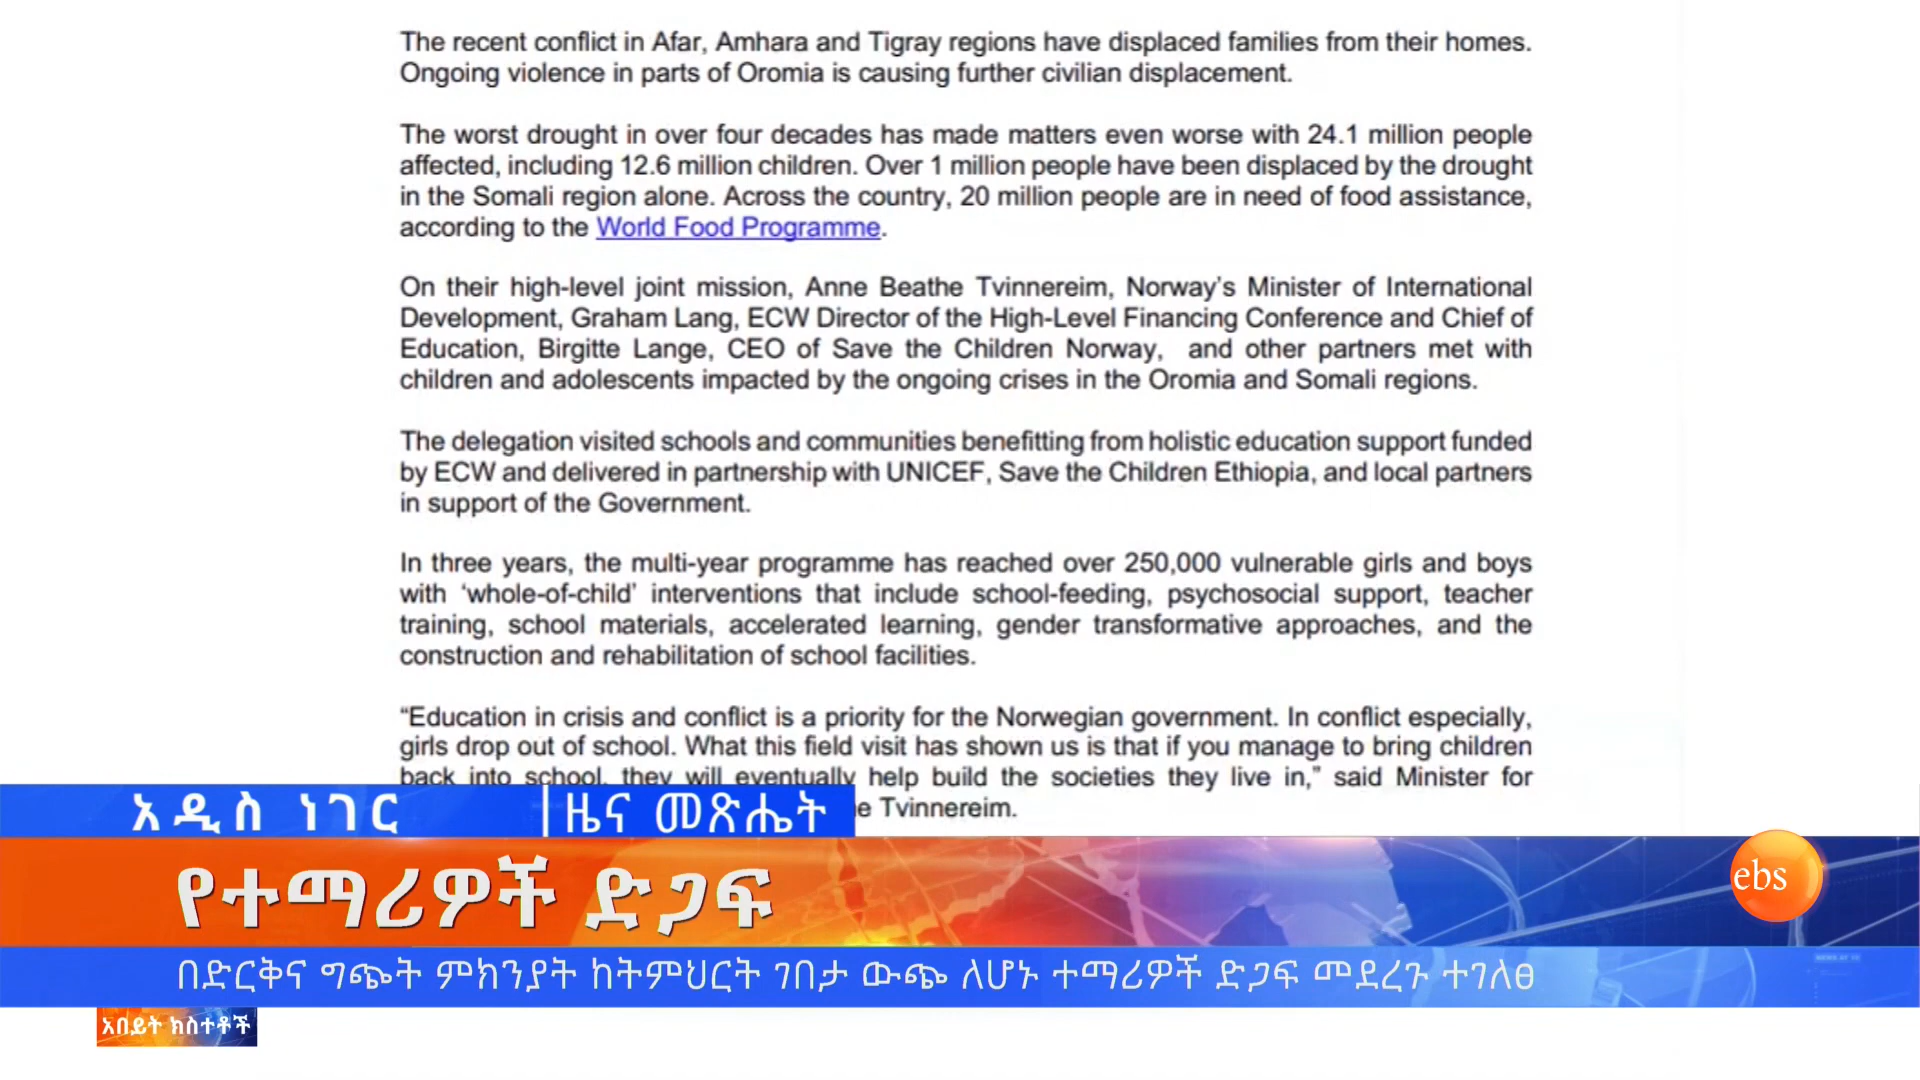 The recent conflict in Afar, Amhara and Tigray regions have displaced families from their homes.
Ongoing violence in parts of Oromia is causing further civilian displacement.
The worst drought in over four decades has made matters even worse with 24.1 million people
affected, including 12.6 million children. Over 1 million people have been displaced by the drought
in the Somali region alone. Across the country, 20 million people are in need of food assistance,
according to the World Food Programme.
On their high-level joint mission, Anne Beathe Tvinnereim, Norway's Minister of International
Development, Graham Lang, ECW Director of the High-Level Financing Conference and Chief of
Education, Birgitte Lange, CEO of Save the Children Norway, and other partners met with
children and adolescents impacted by the ongoing crises in the Oromia and Somali regions.
The delegation visited schools and communities benefitting from holistic education support funded
by ECW and delivered in partnership with UNICEF, Save the Children Ethiopia, and local partners
in support of the Government.
In three years, the multi-year programme has reached over 250,000 vulnerable girls and boys
with 'whole-of-child' interventions that include school-feeding, psychosocial support, teacher
training, school materials, accelerated learning, gender transformative approaches, and the
construction and rehabilitation of school facilities.
“Education in crisis and conflict is a priority for the Norwegian government. In conflict especially,
girls drop out of school. What this field visit has shown us is that if you manage to bring children
back into school, they will eventually help build the societies they live in,” said Minister for
Tvinnereim.
አዲስ ነገር |ዜና መጽሔት
የተማሪዎች ድጋፍ
ebs
በድርቅና ግጭት ምክንያት ከትምህርት ገበታ ውጭ ለሆኑ ተማሪዎች ድጋፍ መደረጉ ተገለፀ
አበይት ክስተቶች